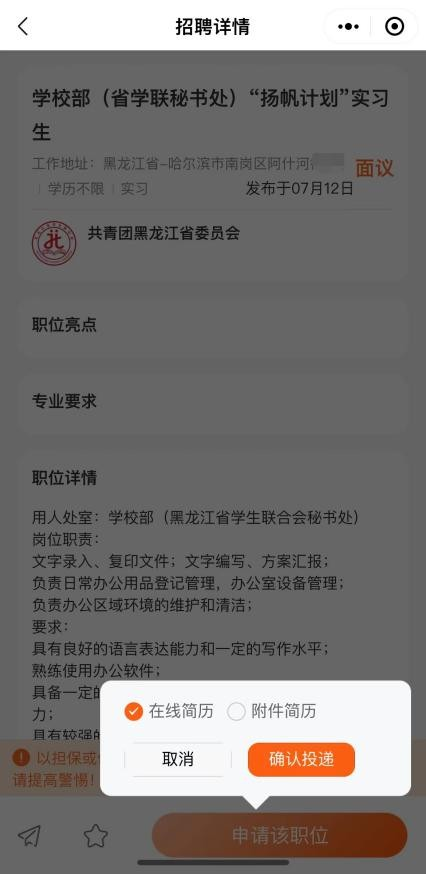 招聘详情
学校部（省学联秘书处）“扬帆计划”实习
生
工作地址：黑龙江省-哈尔滨市南岗区阿什河
面议
学历不限 | 实习
发布于07月12日
共青团黑龙江省委员会
职位亮点
专业要求
职位详情
用人处室：学校部（黑龙江省学生联合会秘书处）
岗位职责：
文字录入、复印文件；文字编写、方案汇报；
负责日常办公用品登记管理，办公室设备管理；
负责办公区域环境的维护和清洁；
要求：
具有良好的语言表达能力和一定的写作水平；
熟练使用办公软件；
具备一定的
力；
具有较强的
在线简历 附件简历
取消 确认投递
以担保或
请提高警惕！
申请该职位